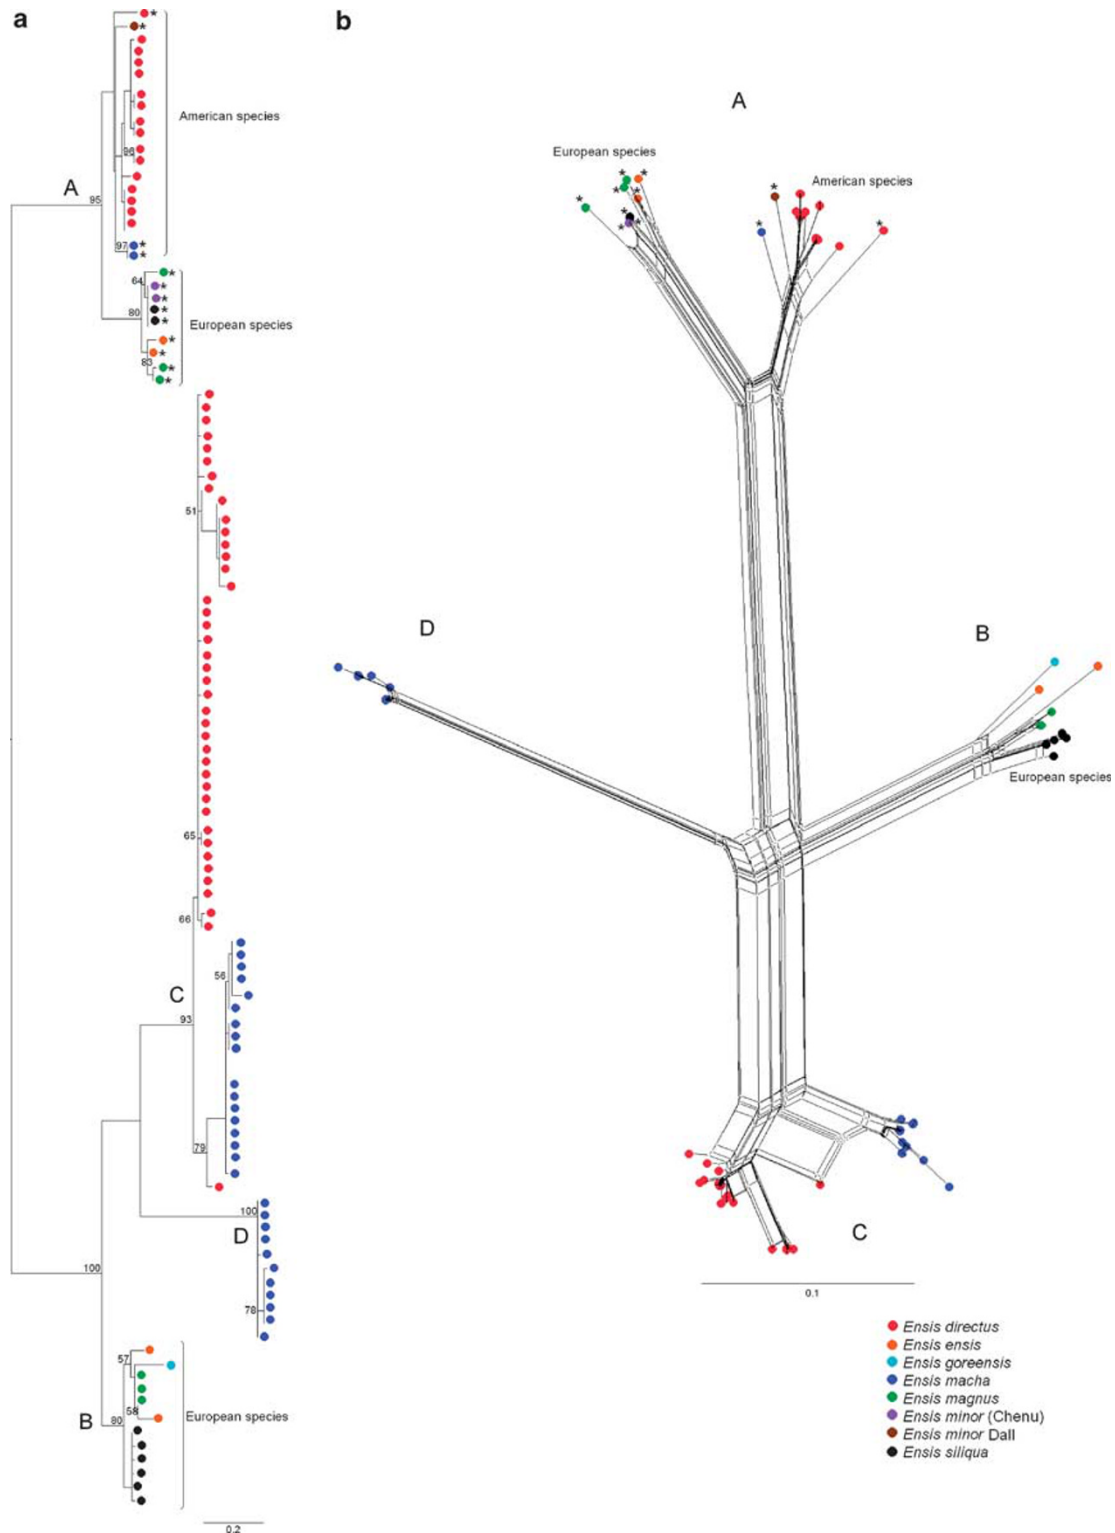 a
b
*
*
American species
A
96
95
97
*
*
*
64
*
*
*
80
*
European species
*
*
83
*
*
51
65
66
56
C
93
79
100
D
100
78
57
58
B
80
European species
0.2
A
European species
American species
*
*
*
*
*
*
*
*
*
*
D
B
European species
C
0.1
Ensis directus
Ensis ensis
Ensis goreensis
Ensis macha
Ensis magnus
Ensis minor (Chenu)
Ensis minor Dall
Ensis siliqua